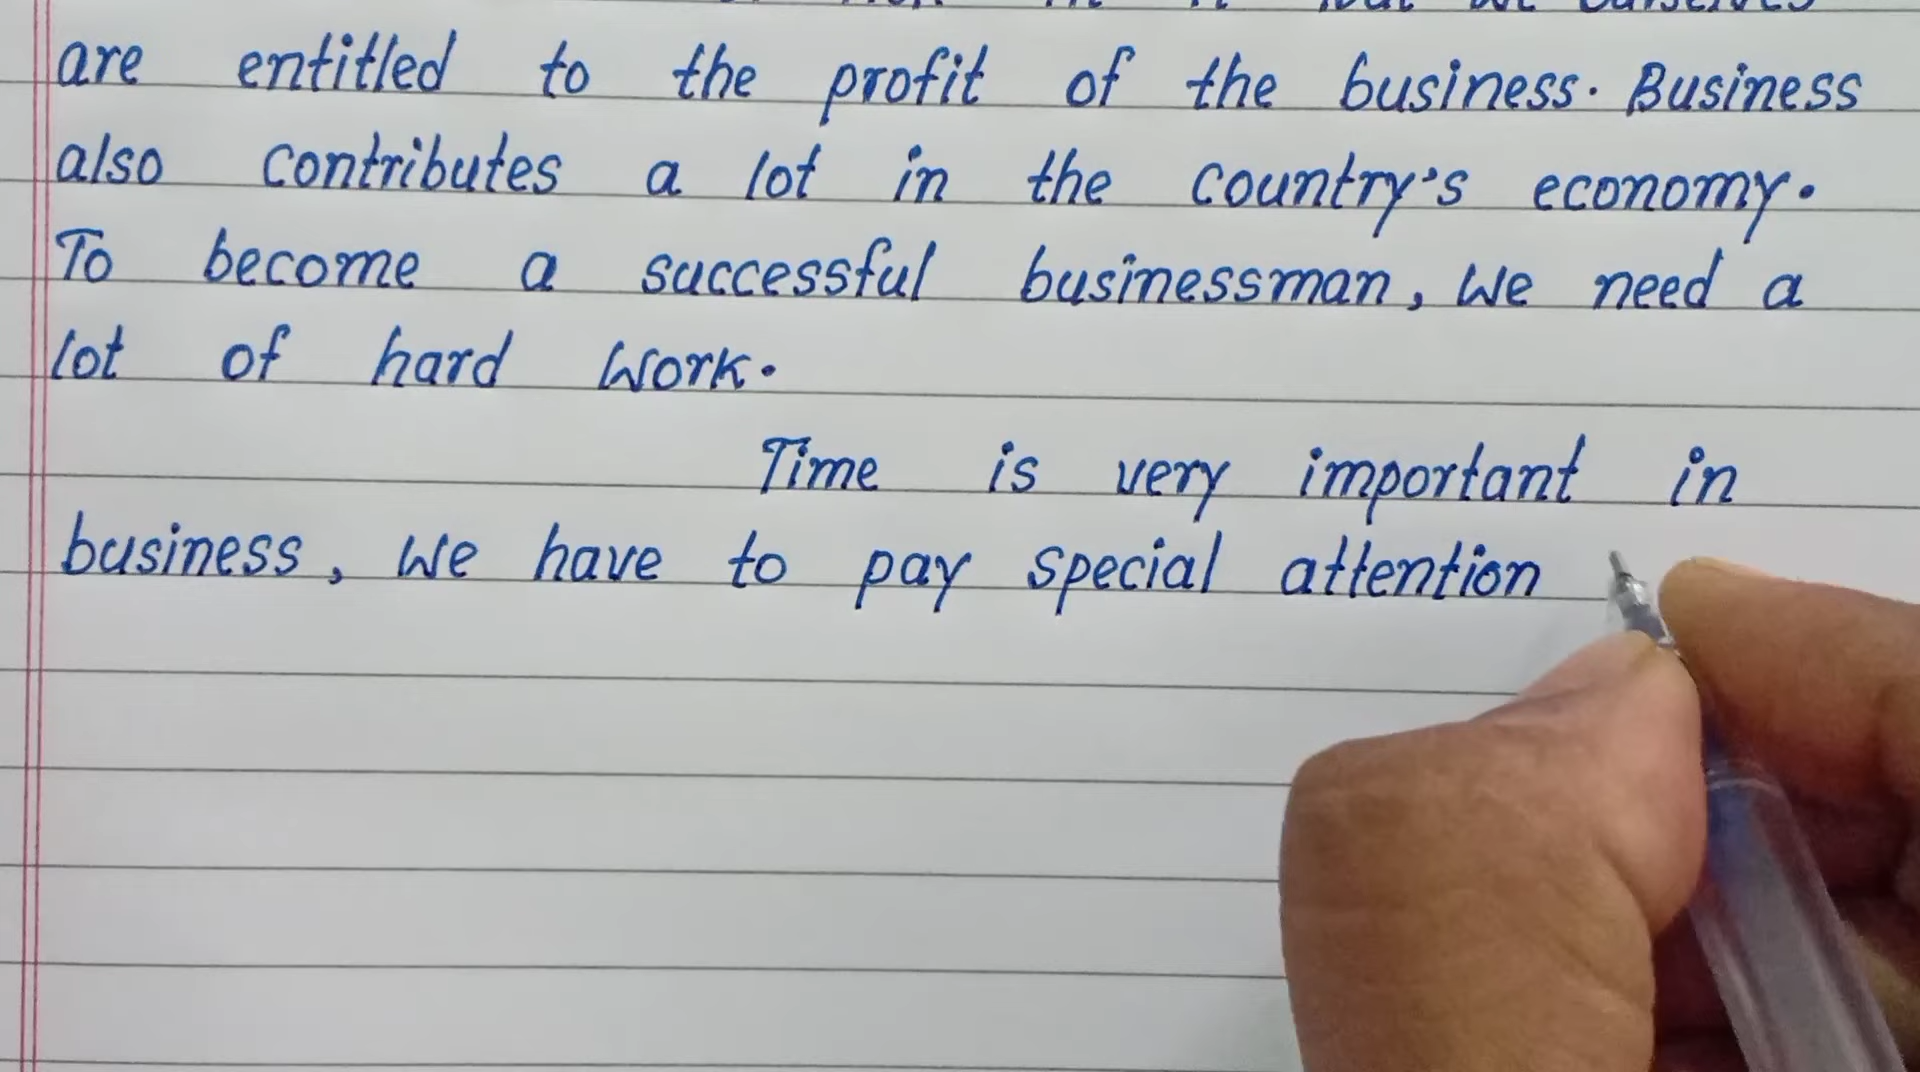 ourselves
are entitled to the profit of the business. Business
also contributes a lot in the country's economy.
To become a successful businessman, we need a
lot of hard work.
Time is very important in
business, we have to pay special attention